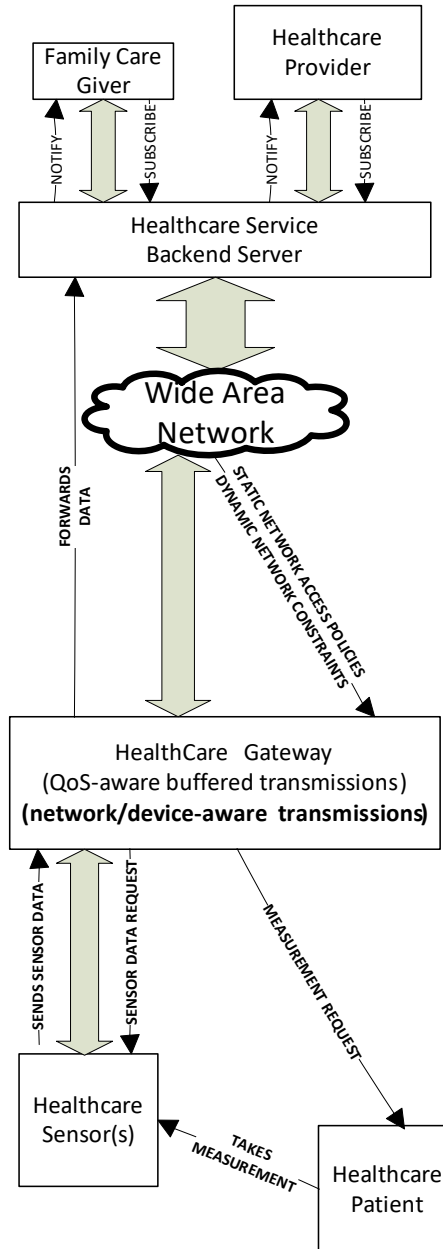 Family Care
Giver
Healthcare
Provider
NOTIFY
SUBSCRIBE
NOTIFY
SUBSCRIBE
Healthcare Service
Backend Server
Wide Area
Network
FORWARDS
DATA
STATIC NETWORK ACCESS POLICIES
DYNAMIC NETWORK CONSTRAINTS
HealthCare Gateway
(QoS-aware buffered transmissions)
(network/device-aware transmissions)
SENDS SENSOR DATA
SENSOR DATA REQUEST
MEASUREMENT REQUEST
Healthcare
Sensor(s)
TAKES
MEASUREMENT
Healthcare
Patient